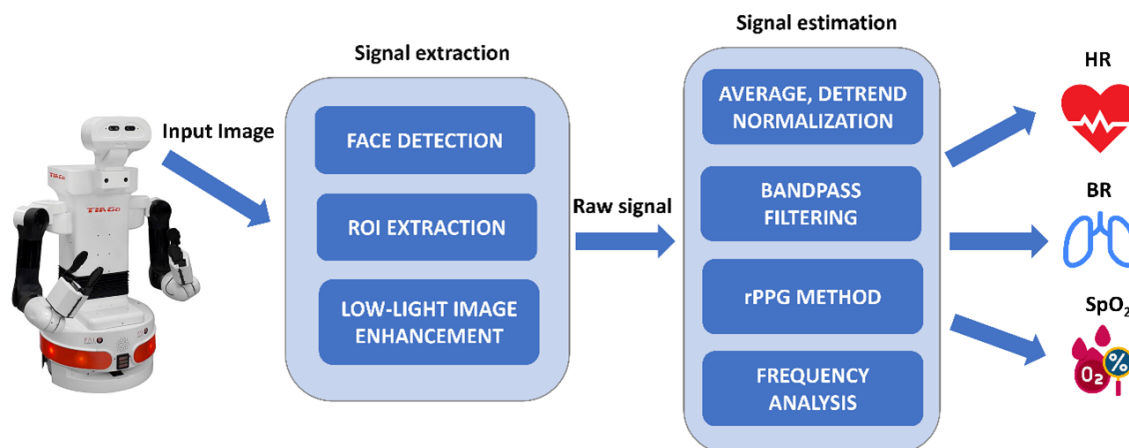 Signal extraction
Signal estimation
Input Image
TIAGo
FACE DETECTION
ROI EXTRACTION
LOW-LIGHT IMAGE
ENHANCEMENT
Raw signal
AVERAGE, DETREND
NORMALIZATION
BANDPASS
FILTERING
rPPG METHOD
FREQUENCY
ANALYSIS
HR
BR
SpO₂
O₂
%